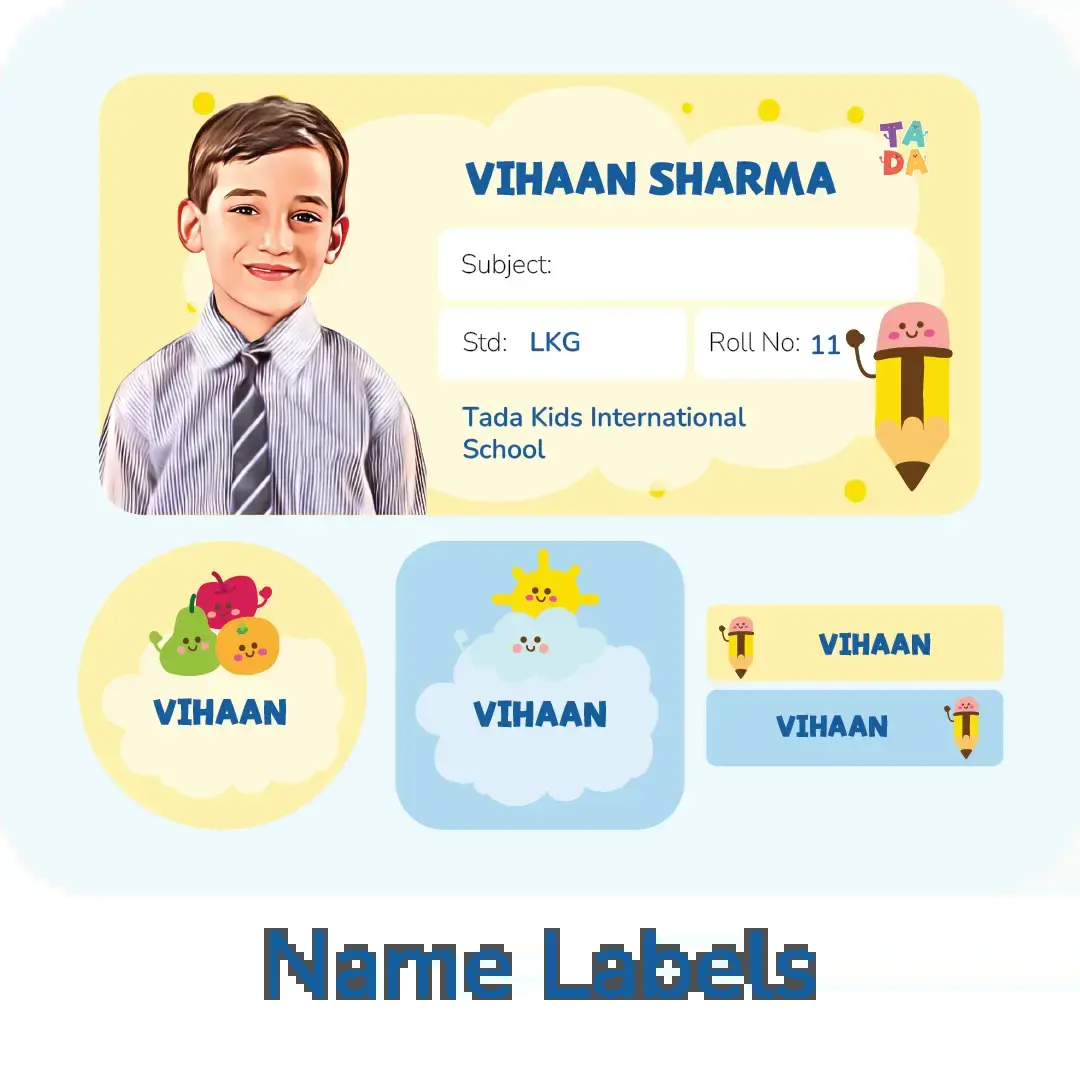 TA
DA
VIHAAN SHARMA
Subject:
Std: LKG
Roll No: 11
Tada Kids International
School
VIHAAN
VIHAAN
VIHAAN
VIHAAN
Name Labels